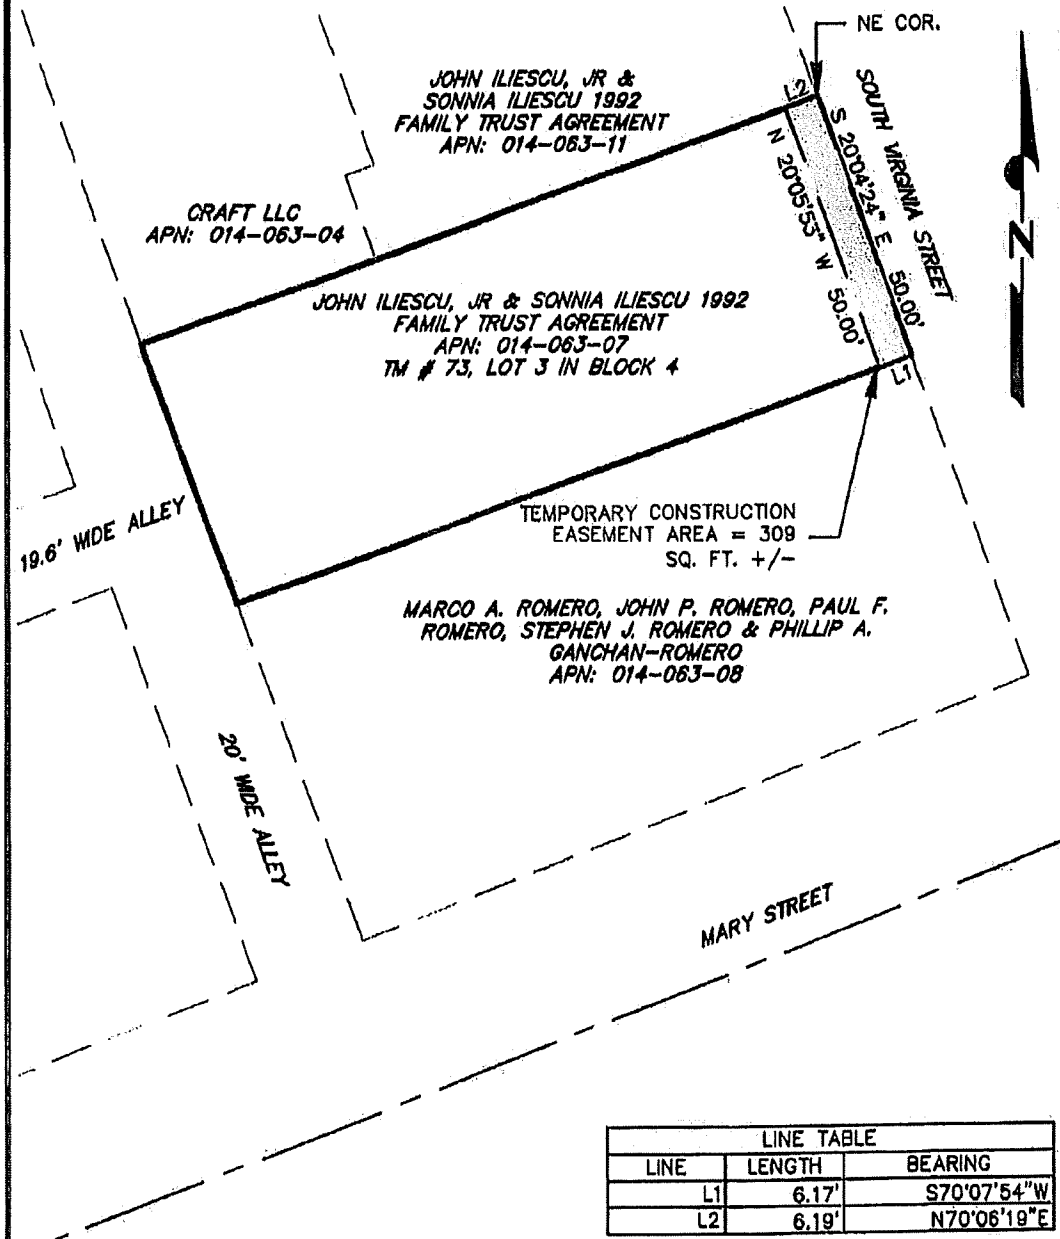 NE COR.
JOHN ILIESCU, JR &
SONNIA ILIESCU 1992
FAMILY TRUST AGREEMENT
APN: 014-063-11
L2
SOUTH VIRGINIA STREET
S 20°04'24" E 50.00'
N 20°05'53" W 50.00'
N
CRAFT LLC
APN: 014-063-04
JOHN ILIESCU, JR & SONNIA ILIESCU 1992
FAMILY TRUST AGREEMENT
APN: 014-063-07
TM # 73, LOT 3 IN BLOCK 4
L1
19.6' WIDE ALLEY
TEMPORARY CONSTRUCTION
EASEMENT AREA = 309
SQ. FT. +/-
MARCO A. ROMERO, JOHN P. ROMERO, PAUL F.
ROMERO, STEPHEN J. ROMERO & PHILLIP A.
GANCHAN-ROMERO
APN: 014-063-08
20' WIDE ALLEY
MARY STREET
LINE TABLE
LINE LENGTH BEARING
L1 6.17' S70°07'54"W
L2 6.19' N70°06'19"E